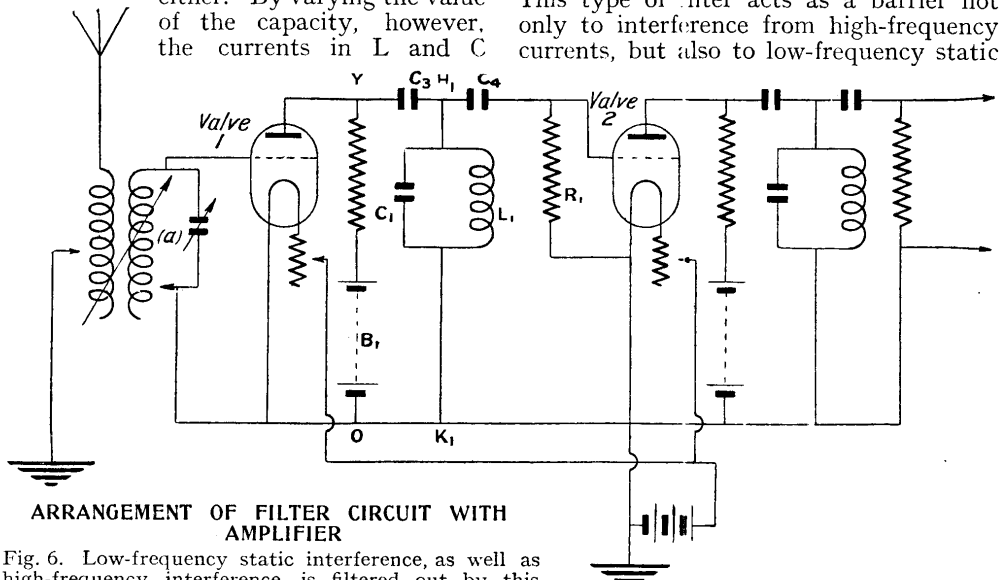 either. By varying the value
of the capacity, however,
the currents in L and C
This type of filter acts as a barrier not
only to interference from high-frequency
currents, but also to low-frequency static
Y C3 H1 C4
Valve
1
Valve
2
(a)
C1
L1
R1
B1
O K1
ARRANGEMENT OF FILTER CIRCUIT WITH
AMPLIFIER
Fig. 6. Low-frequency static interference, as well as
high-frequency interference is filtered out by this